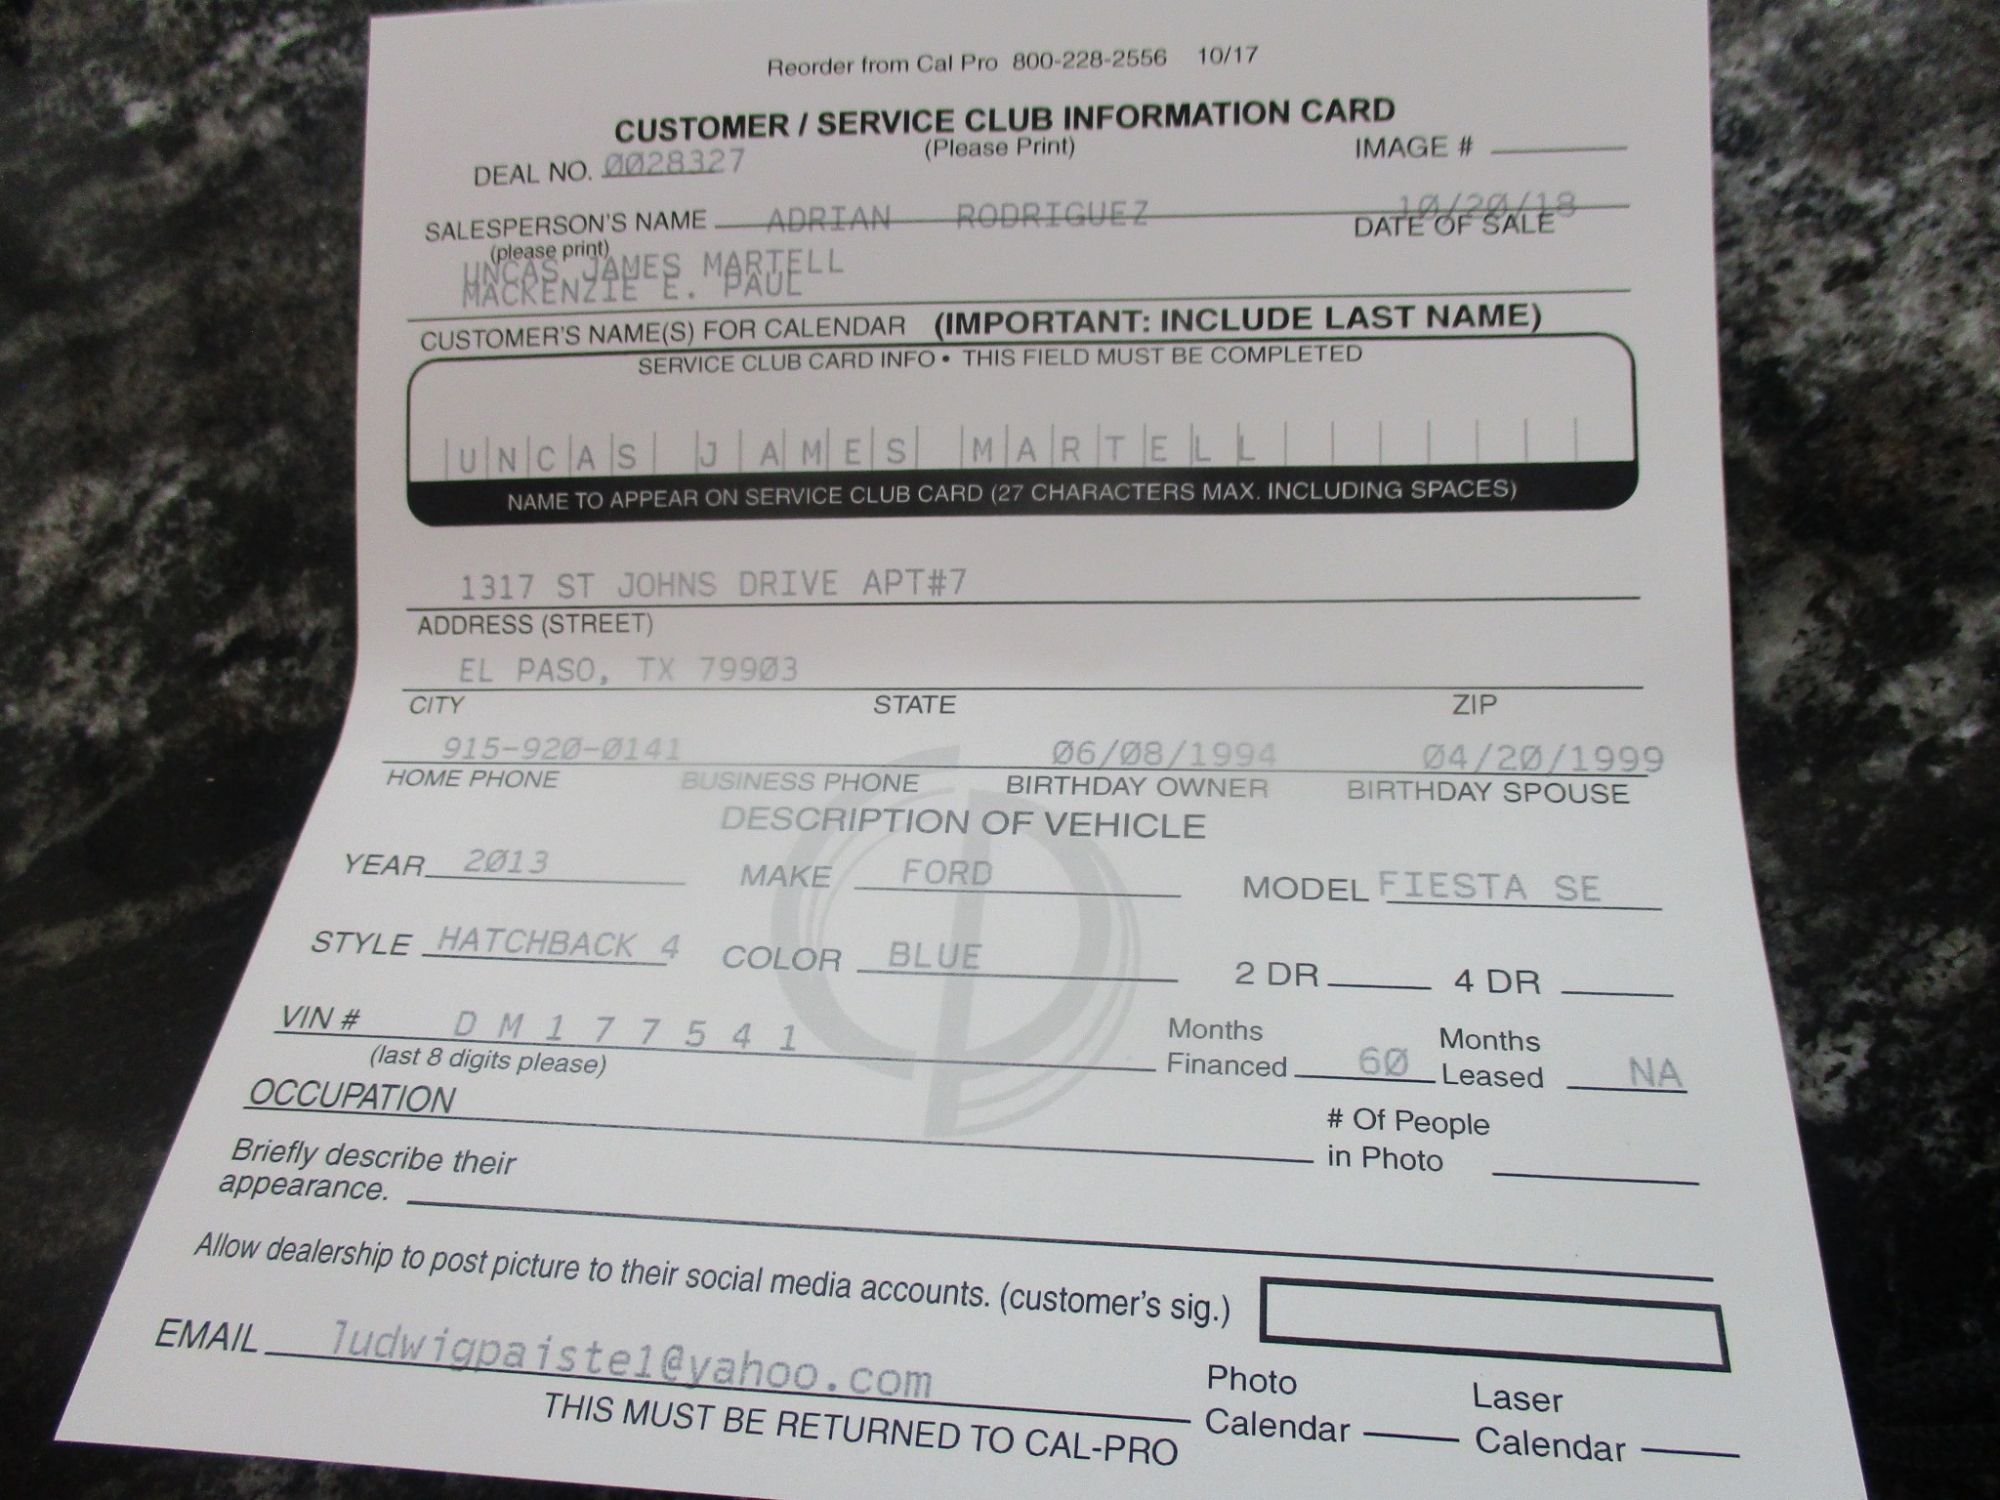 Reorder from Cal Pro 800-228-2556 10/17
CUSTOMER / SERVICE CLUB INFORMATION CARD
(Please Print)
DEAL NO. 0028327 IMAGE #
SALESPERSON'S NAME ADRIAN RODRIGUEZ 10/20/18
(please print) DATE OF SALE
UNCAS JAMES MARTELL
MACKENZIE E. PAUL
CUSTOMER'S NAME(S) FOR CALENDAR (IMPORTANT: INCLUDE LAST NAME)
SERVICE CLUB CARD INFO • THIS FIELD MUST BE COMPLETED
UNCAS JAMES MARTELL
NAME TO APPEAR ON SERVICE CLUB CARD (27 CHARACTERS MAX. INCLUDING SPACES)
1317 ST JOHNS DRIVE APT#7
ADDRESS (STREET)
EL PASO, TX 79903
CITY STATE ZIP
915-920-0141 06/08/1994 04/20/1999
HOME PHONE BUSINESS PHONE BIRTHDAY OWNER BIRTHDAY SPOUSE
DESCRIPTION OF VEHICLE
YEAR 2013 MAKE FORD MODEL FIESTA SE
STYLE HATCHBACK 4 COLOR BLUE 2 DR 4 DR
VIN # D M 1 7 7 5 4 1 Months Financed 60 Months Leased NA
(last 8 digits please)
OCCUPATION # Of People in Photo
Briefly describe their
appearance.
Allow dealership to post picture to their social media accounts. (customer's sig.)
EMAIL ludwigpaiste1@yahoo.com Photo Calendar Laser Calendar
THIS MUST BE RETURNED TO CAL-PRO